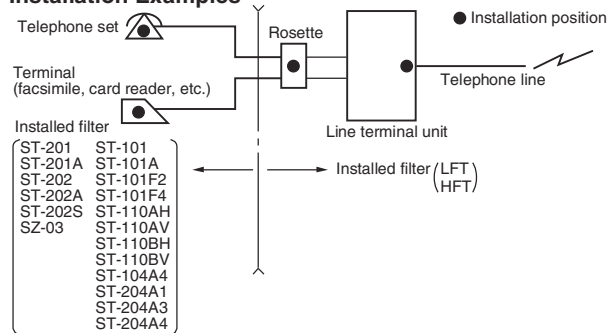 Installation Examples
Telephone set
Rosette
● Installation position
Terminal
(facsimile, card reader, etc.)
Telephone line
Line terminal unit
Installed filter
ST-201 ST-101
ST-201A ST-101A
ST-202 ST-101F2
ST-202A ST-101F4
ST-202S ST-110AH
SZ-03 ST-110AV
ST-110BH
ST-110BV
ST-104A4
ST-204A1
ST-204A3
ST-204A4
Installed filter (LFT
HFT)